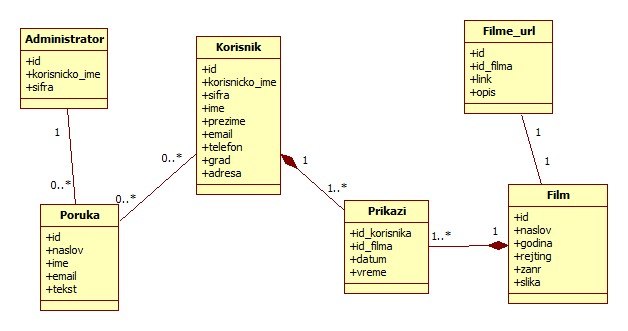 Administrator
+id
+korisnicko_ime
+sifra
Korisnik
+id
+korisnicko_ime
+sifra
+ime
+prezime
+email
+telefon
+grad
+adresa
Filme_url
+id
+id_filma
+link
+opis
1
0..*
0..*
0..*
1
1..*
1
1
Poruka
+id
+naslov
+ime
+email
+tekst
Prikazi
+id_korisnika
+id_filma
+datum
+vreme
1..*
1
Film
+id
+naslov
+godina
+rejting
+zanr
+slika